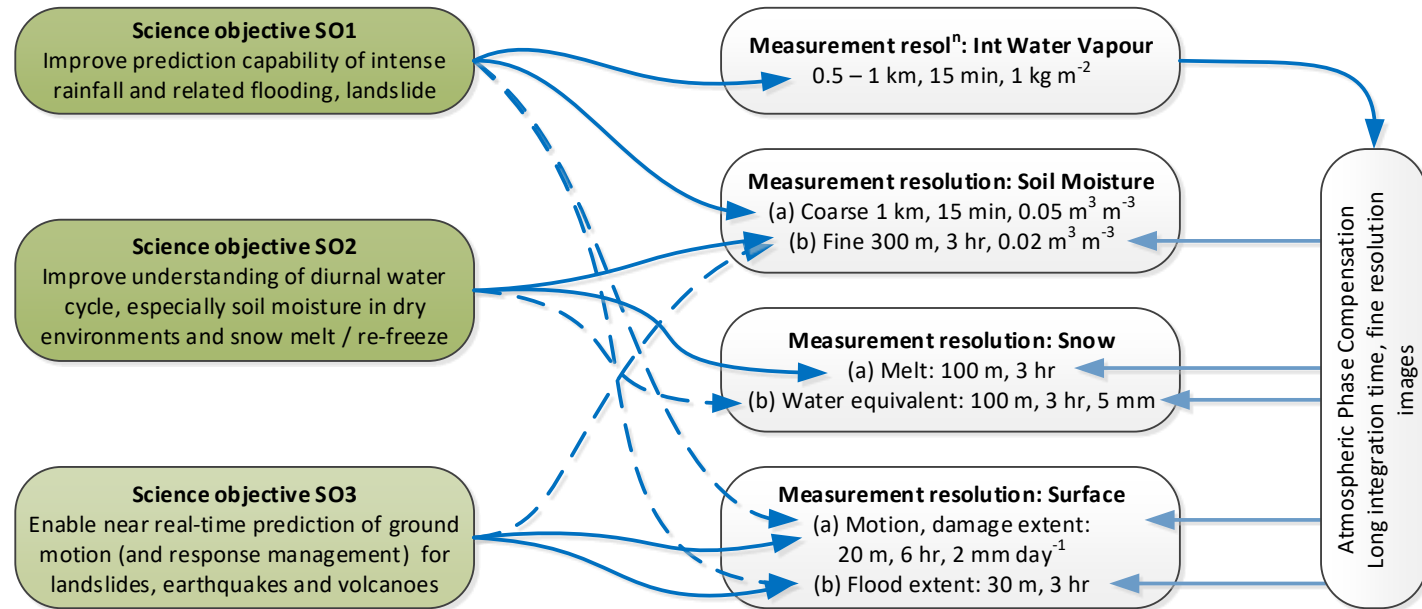 Science objective SO1
Improve prediction capability of intense
rainfall and related flooding, landslide
Science objective SO2
Improve understanding of diurnal water
cycle, especially soil moisture in dry
environments and snow melt / re-freeze
Science objective SO3
Enable near real-time prediction of ground
motion (and response management) for
landslides, earthquakes and volcanoes
Measurement resolⁿ: Int Water Vapour
0.5 – 1 km, 15 min, 1 kg m⁻²
Measurement resolution: Soil Moisture
(a) Coarse 1 km, 15 min, 0.05 m³ m⁻³
(b) Fine 300 m, 3 hr, 0.02 m³ m⁻³
Measurement resolution: Snow
(a) Melt: 100 m, 3 hr
(b) Water equivalent: 100 m, 3 hr, 5 mm
Measurement resolution: Surface
(a) Motion, damage extent:
20 m, 6 hr, 2 mm day⁻¹
(b) Flood extent: 30 m, 3 hr
Atmospheric Phase Compensation
Long integration time, fine resolution
images